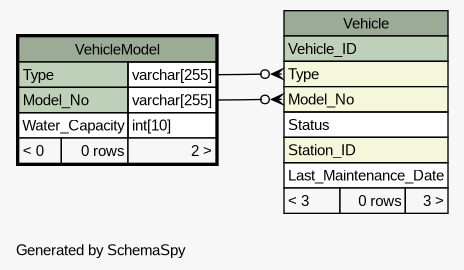 VehicleModel
Type varchar[255]
Model_No varchar[255]
Water_Capacity int[10]
< 0 0 rows 2 >
Vehicle
Vehicle_ID
Type
Model_No
Status
Station_ID
Last_Maintenance_Date
< 3 0 rows 3 >
Generated by SchemaSpy